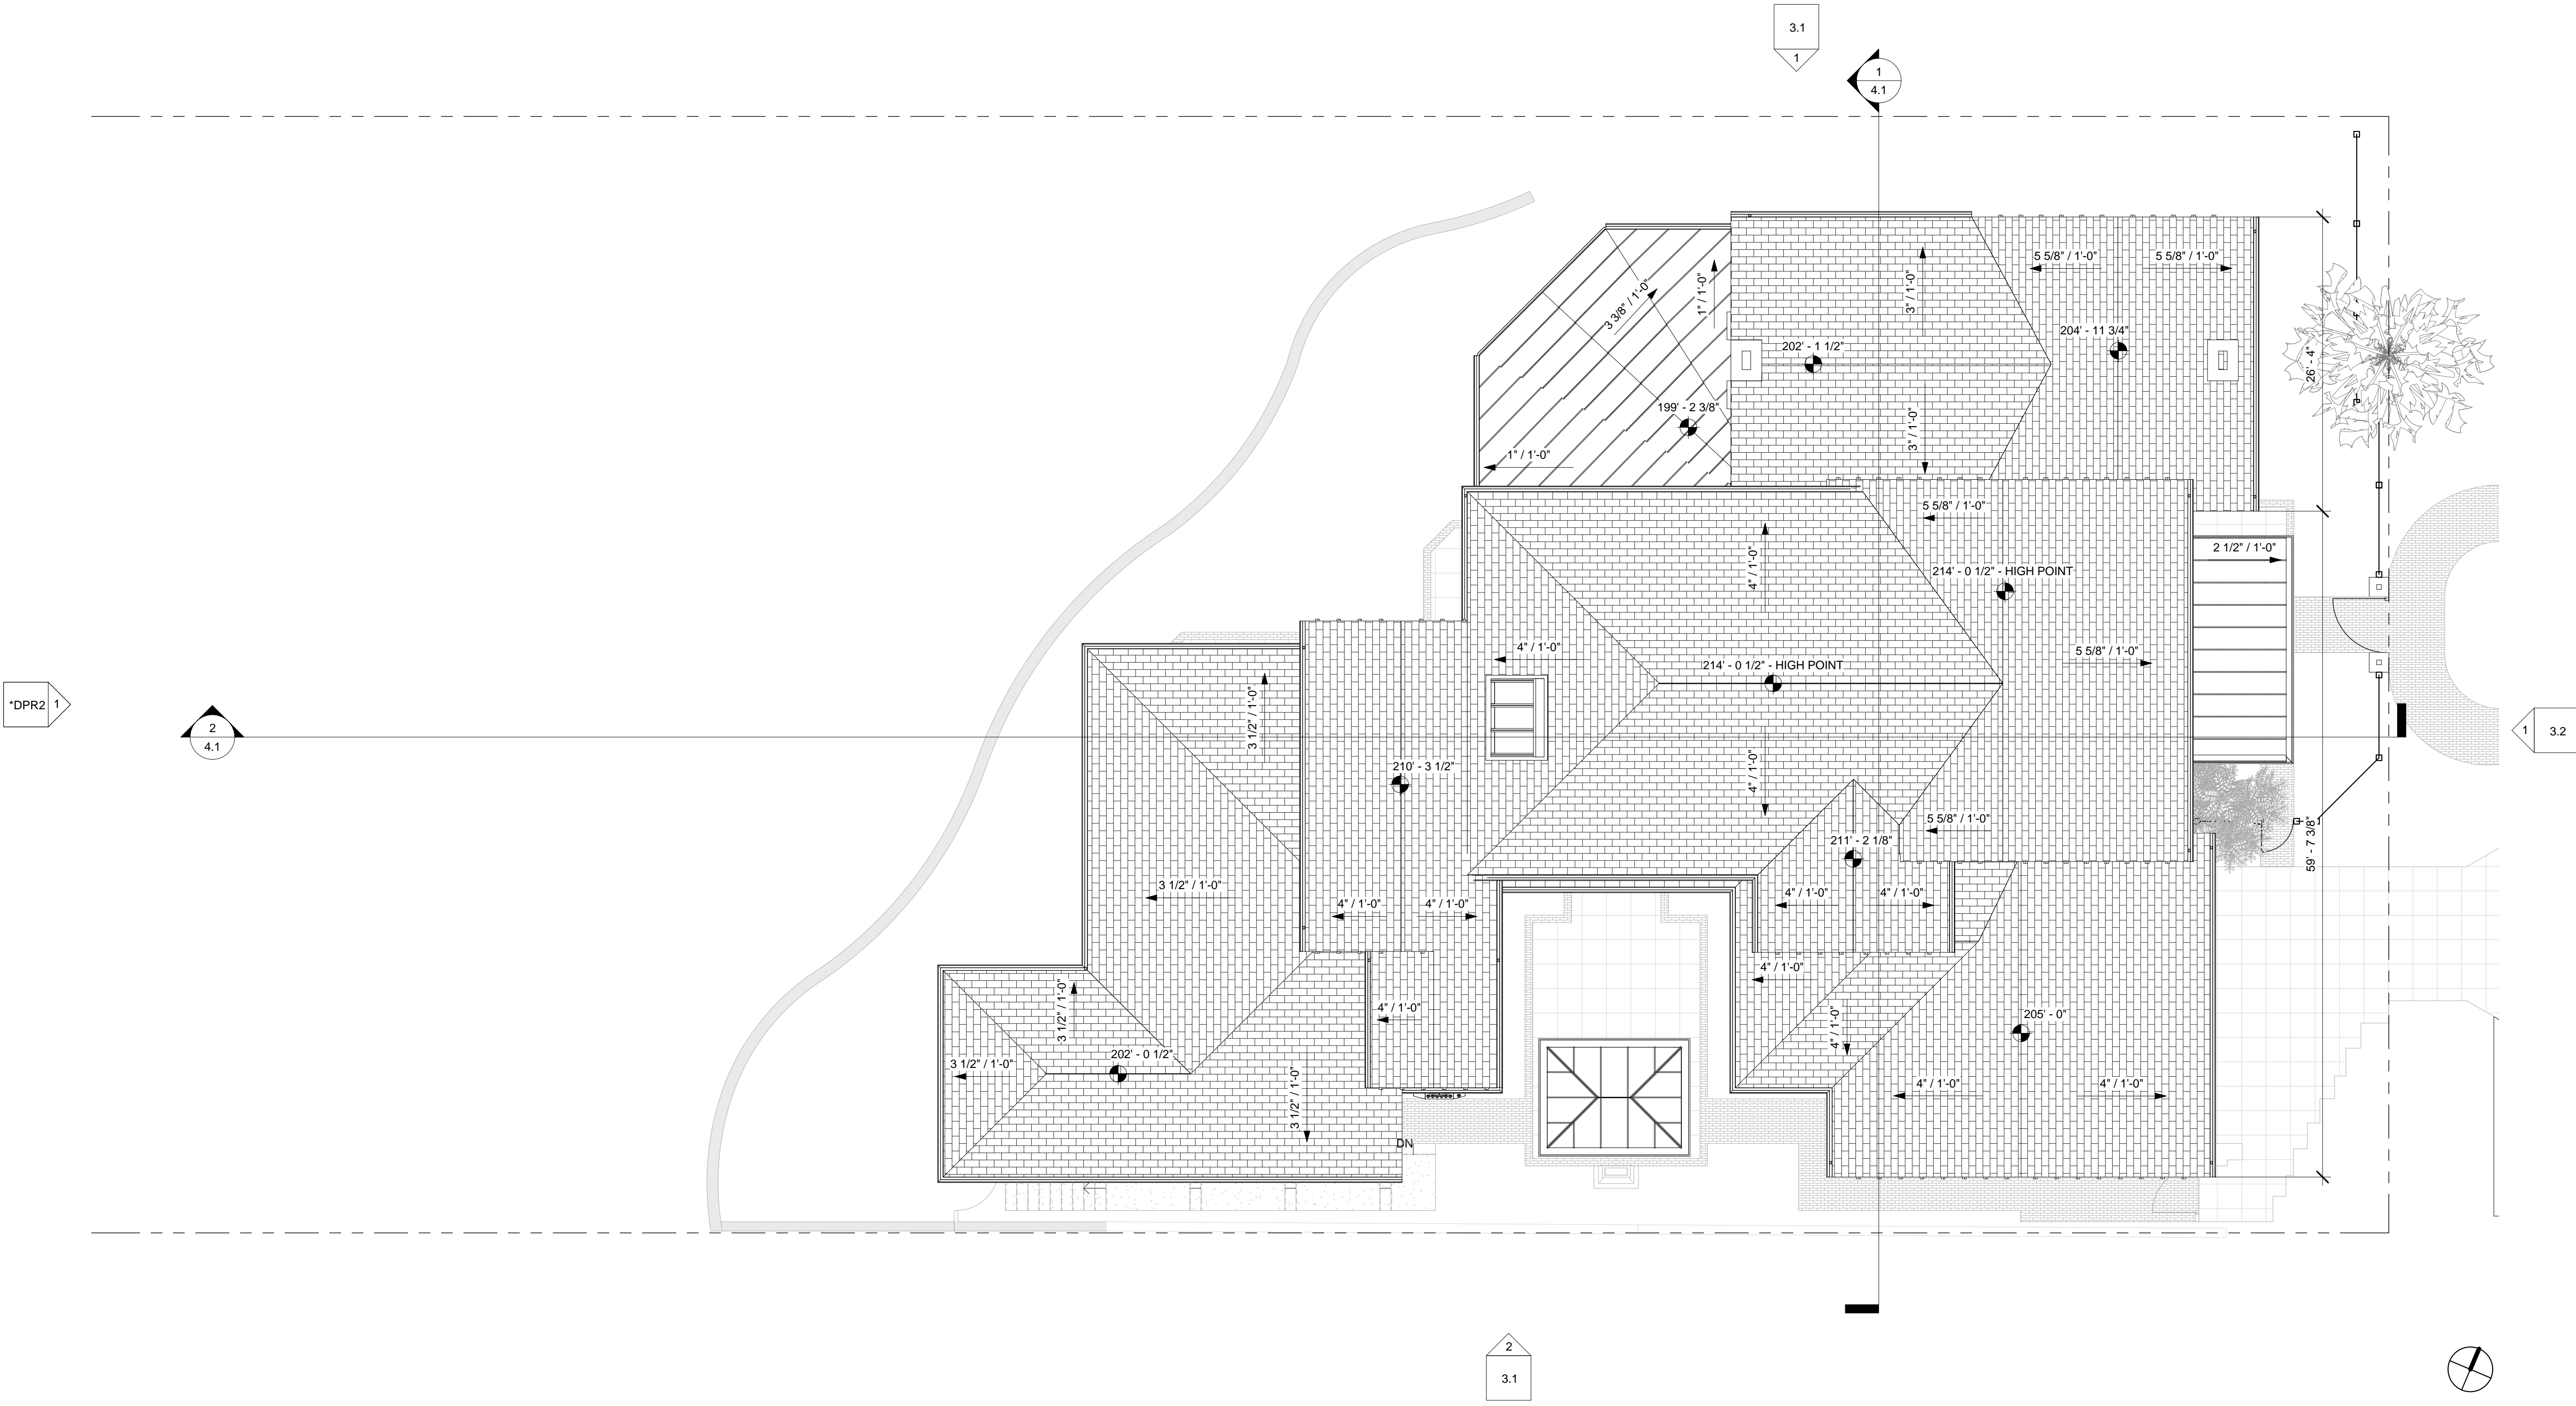 3.1
1
1
4.1
5 5/8" / 1'-0"
5 5/8" / 1'-0"
3" / 1'-0"
1" / 1'-0"
3 3/8" / 1'-0"
204' - 11 3/4"
202' - 1 1/2"
26' - 4"
199' - 2 3/8"
3" / 1'-0"
1" / 1'-0"
5 5/8" / 1'-0"
2 1/2" / 1'-0"
4" / 1'-0"
214' - 0 1/2" - HIGH POINT
4" / 1'-0"
5 5/8" / 1'-0"
214' - 0 1/2" - HIGH POINT
*DPR2
1
3 1/2" / 1'-0"
2
4.1
1
3.2
210' - 3 1/2"
4" / 1'-0"
5 5/8" / 1'-0"
211' - 2 1/8"
59' - 7 3/8"
3 1/2" / 1'-0"
4" / 1'-0"
4" / 1'-0"
4" / 1'-0"
4" / 1'-0"
4" / 1'-0"
3 1/2" / 1'-0"
4" / 1'-0"
4" / 1'-0"
205' - 0"
202' - 0 1/2"
3 1/2" / 1'-0"
3 1/2" / 1'-0"
4" / 1'-0"
4" / 1'-0"
DN
2
3.1